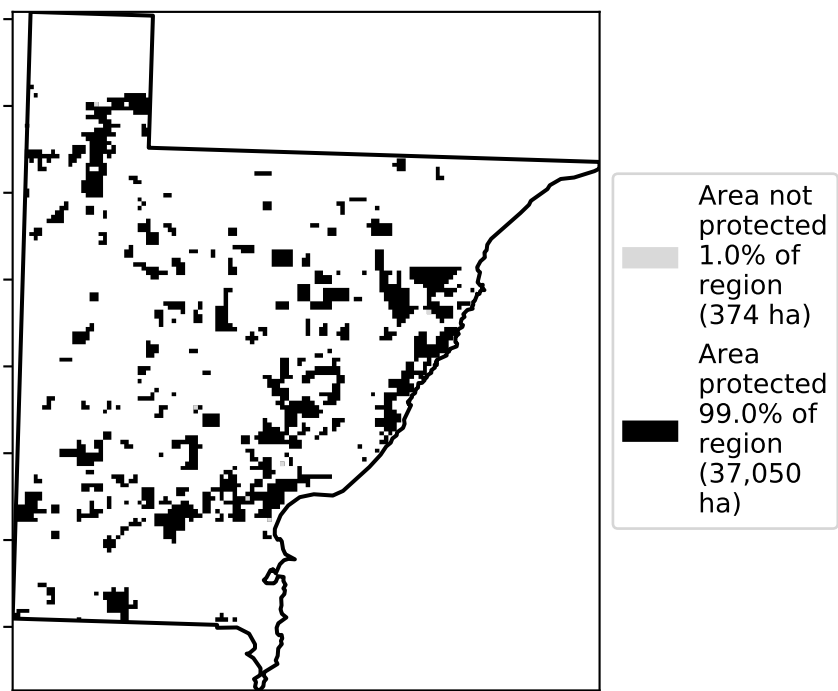 Area not
protected
1.0% of
region
(374 ha)
Area
protected
99.0% of
region
(37,050
ha)